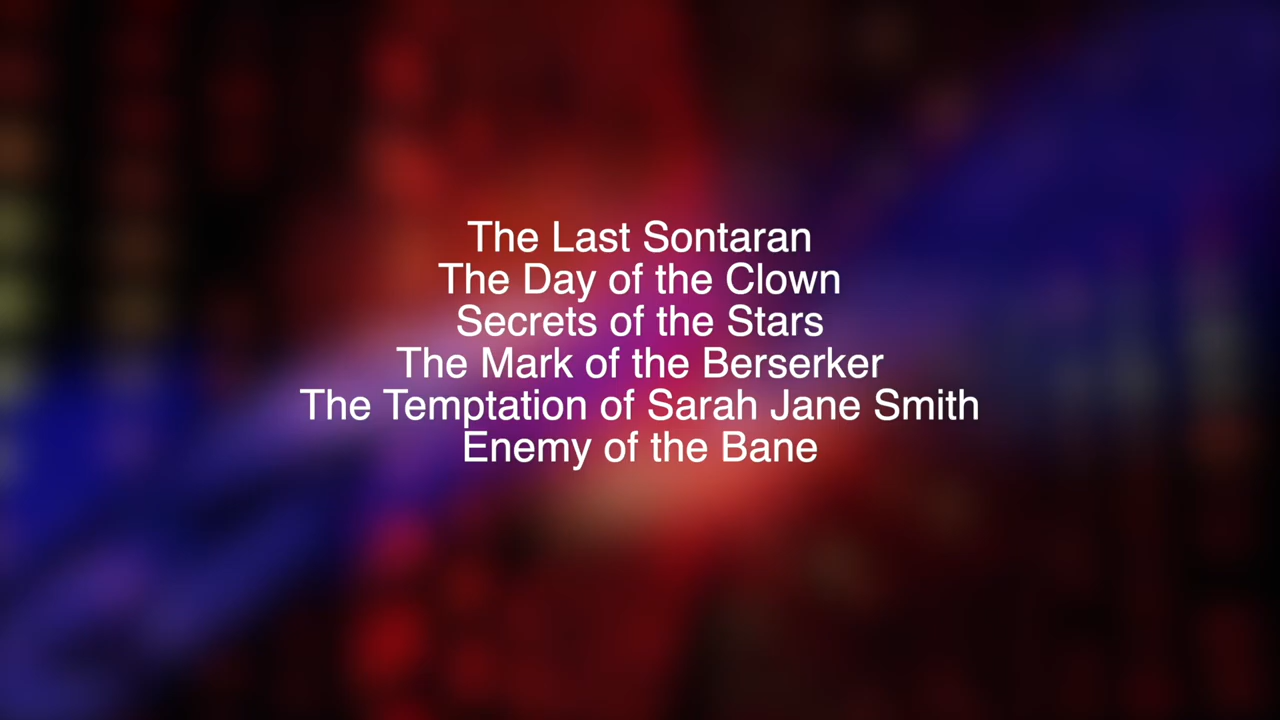 The Last Sontaran
The Day of the Clown
Secrets of the Stars
The Mark of the Berserker
The Temptation of Sarah Jane Smith
Enemy of the Bane